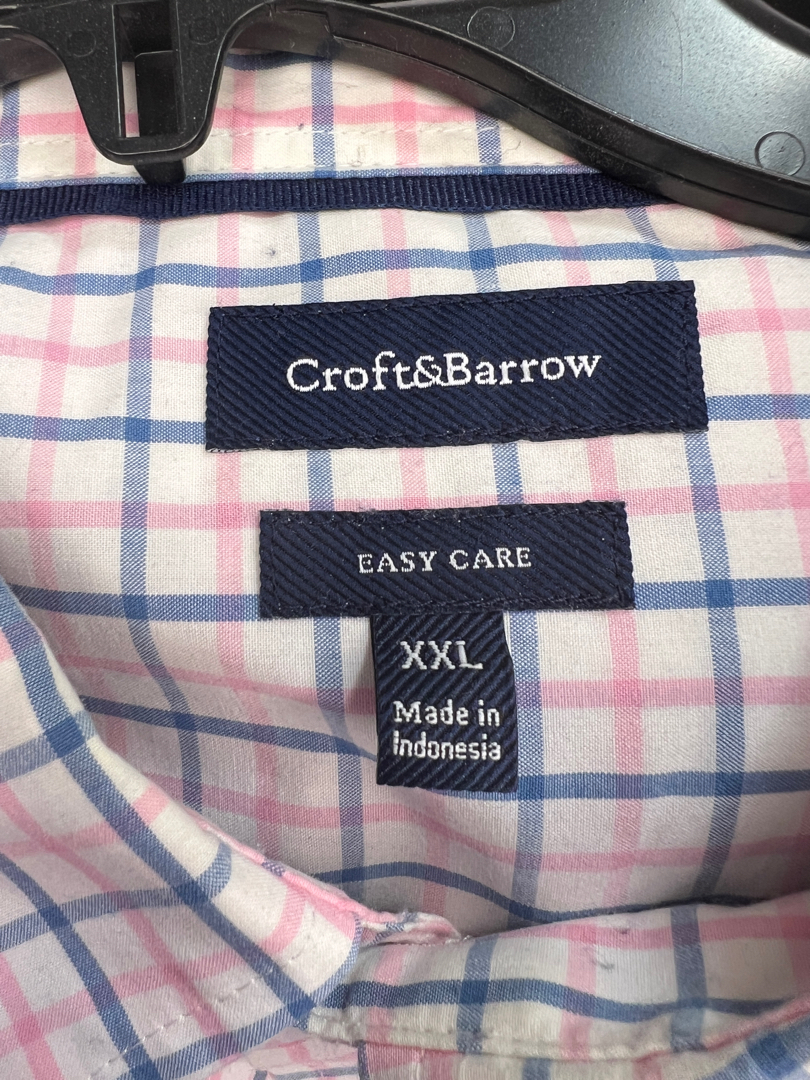 Croft&Barrow
EASY CARE
XXL
Made in
Indonesia